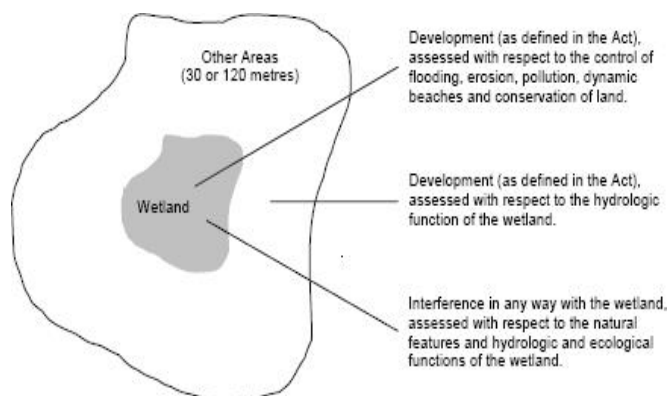 Other Areas
(30 or 120 metres)
Wetland
Development (as defined in the Act),
assessed with respect to the control of
flooding, erosion, pollution, dynamic
beaches and conservation of land.
Development (as defined in the Act),
assessed with respect to the hydrologic
function of the wetland.
Interference in any way with the wetland,
assessed with respect to the natural
features and hydrologic and ecological
functions of the wetland.